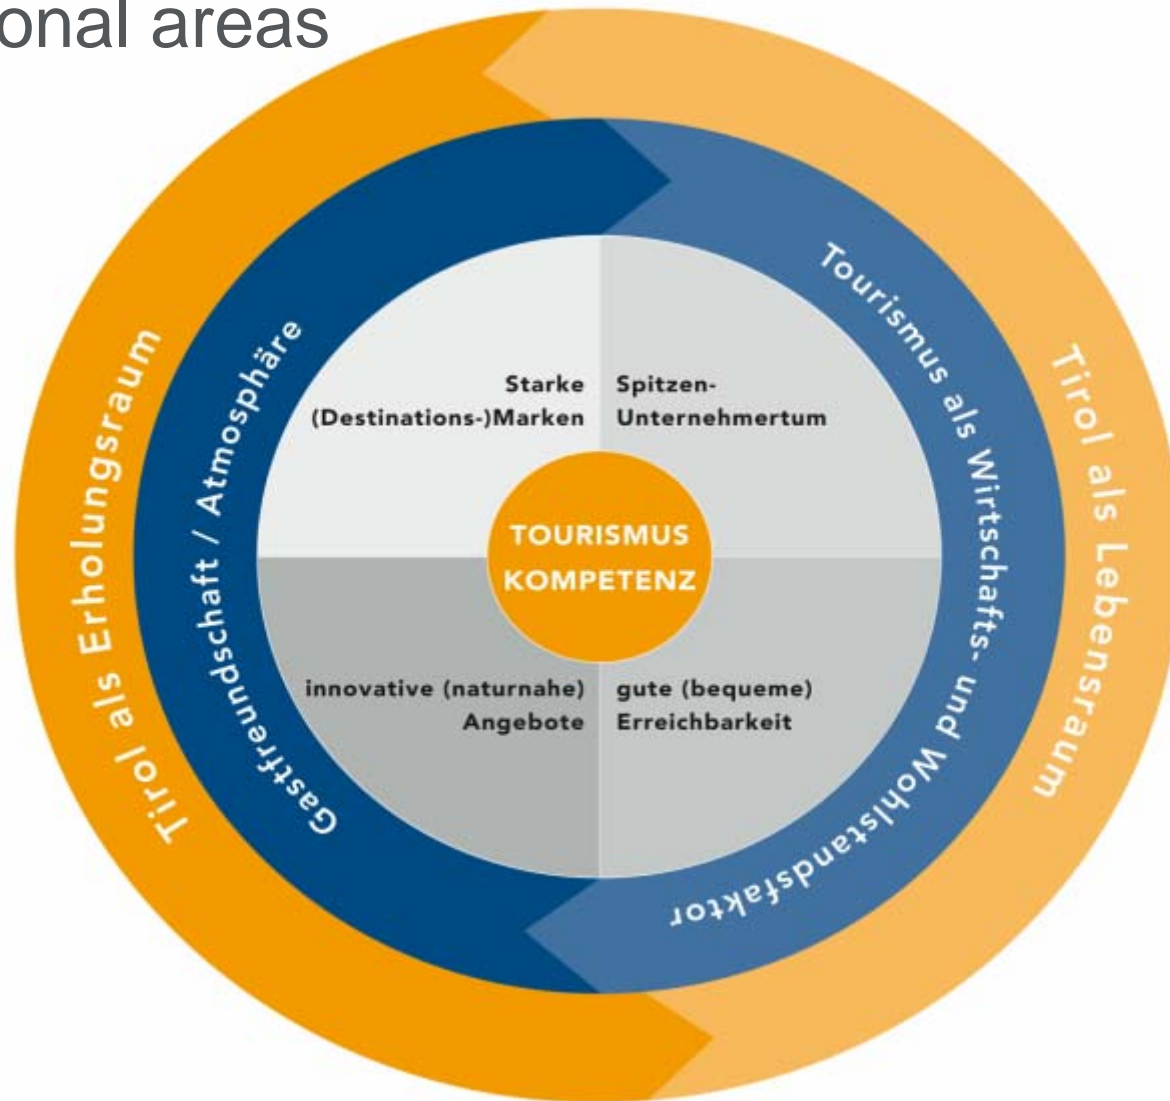 onal areas
Tirol als Erholungsraum
Tirol als Lebensraum
Gastfreundschaft / Atmosphäre
Tourismus als Wirtschafts- und Wohlstandsfaktor
Starke
(Destinations-)Marken
Spitzen-
Unternehmertum
TOURISMUS
KOMPETENZ
innovative (naturnahe)
Angebote
gute (bequeme)
Erreichbarkeit